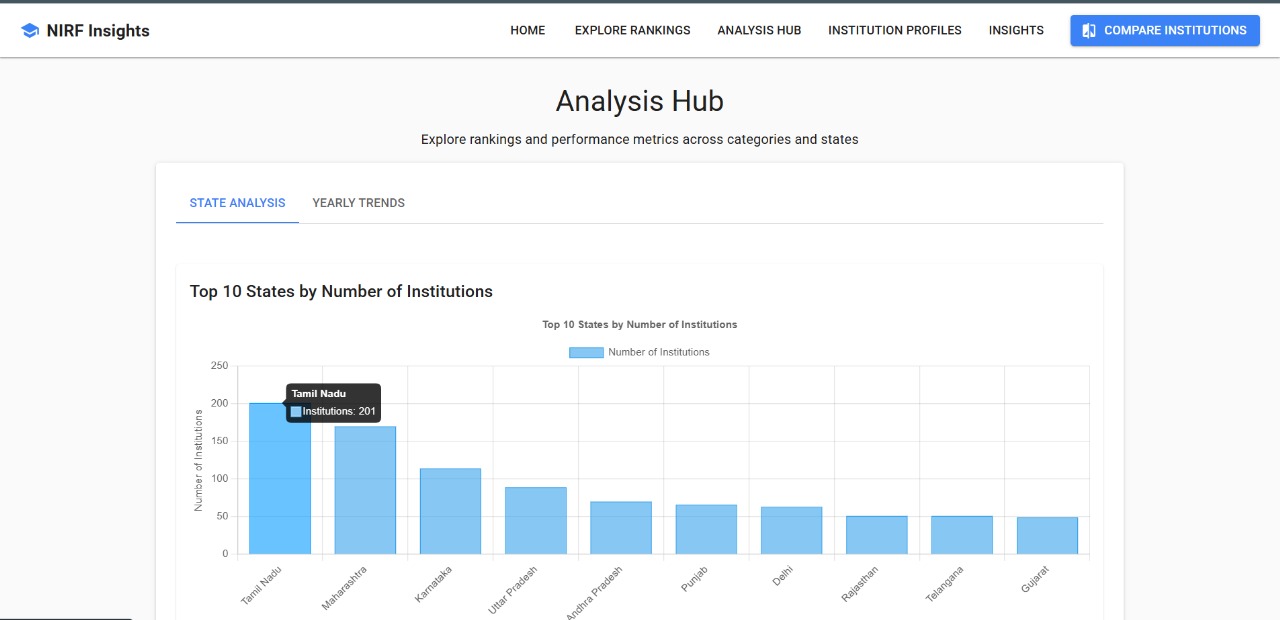 NIRF Insights
HOME
EXPLORE RANKINGS
ANALYSIS HUB
INSTITUTION PROFILES
INSIGHTS
COMPARE INSTITUTIONS
Analysis Hub
Explore rankings and performance metrics across categories and states
STATE ANALYSIS
YEARLY TRENDS
Top 10 States by Number of Institutions
Top 10 States by Number of Institutions
Number of Institutions
250
200
150
100
50
0
Number of Institutions
Tamil Nadu
Institutions: 201
Tamil Nadu
Maharashtra
Karnataka
Uttar Pradesh
Andhra Pradesh
Punjab
Delhi
Rajasthan
Telangana
Gujarat